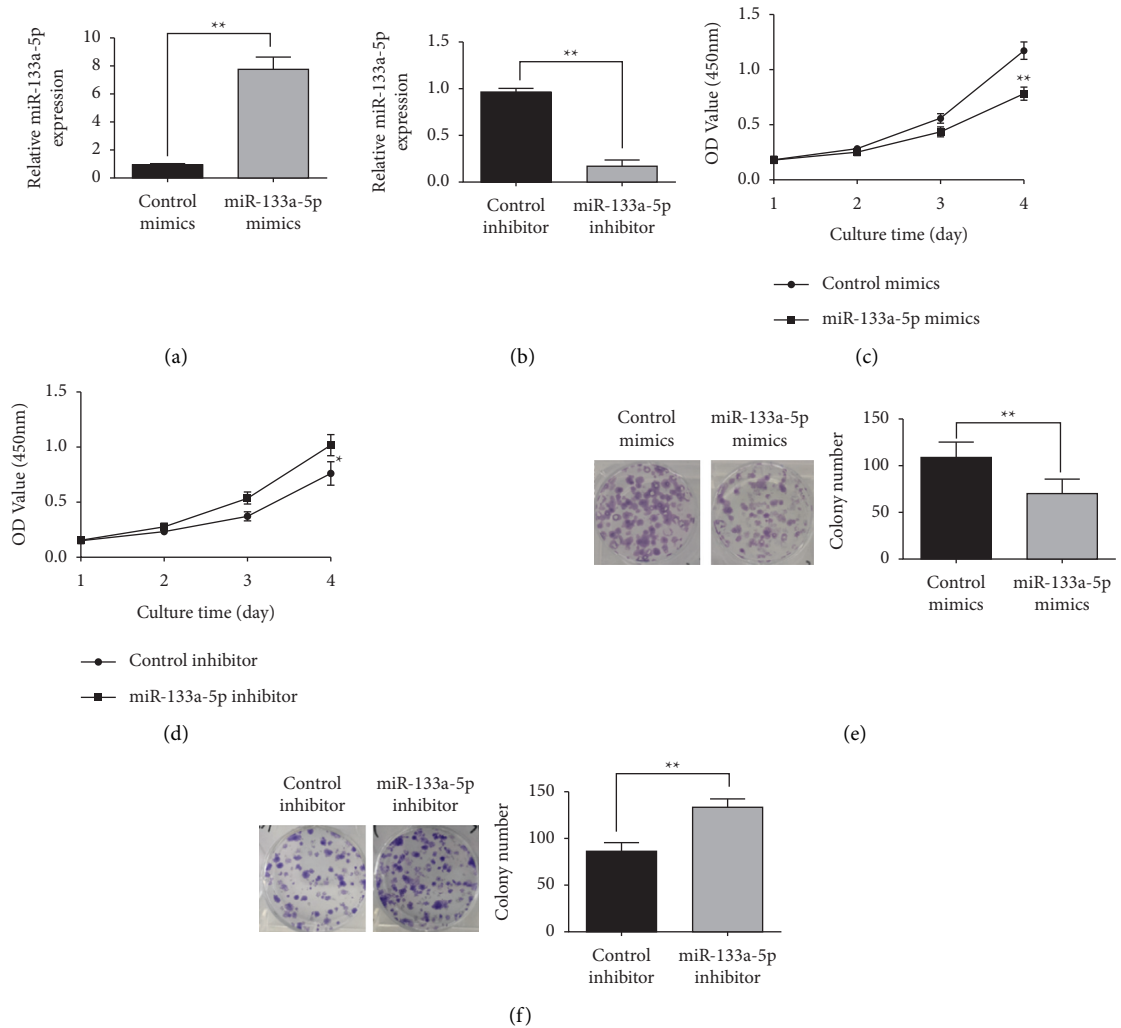 Relative miR-133a-5p
expression
10
8
6
4
2
0
**
Control
mimics
miR-133a-5p
mimics
(a)
Relative miR-133a-5p
expression
1.5
1.0
0.5
0.0
**
Control
inhibitor
miR-133a-5p
inhibitor
(b)
OD Value (450nm)
1.5
1.0
0.5
0.0
**
1 2 3 4
Culture time (day)
Control mimics
miR-133a-5p mimics
(c)
OD Value (450nm)
1.5
1.0
0.5
0.0
*
1 2 3 4
Culture time (day)
Control inhibitor
miR-133a-5p inhibitor
(d)
Control
mimics
miR-133a-5p
mimics
Colony number
150
100
50
0
**
Control
mimics
miR-133a-5p
mimics
(e)
Control
inhibitor
miR-133a-5p
inhibitor
Colony number
150
100
50
0
**
Control
inhibitor
miR-133a-5p
inhibitor
(f)